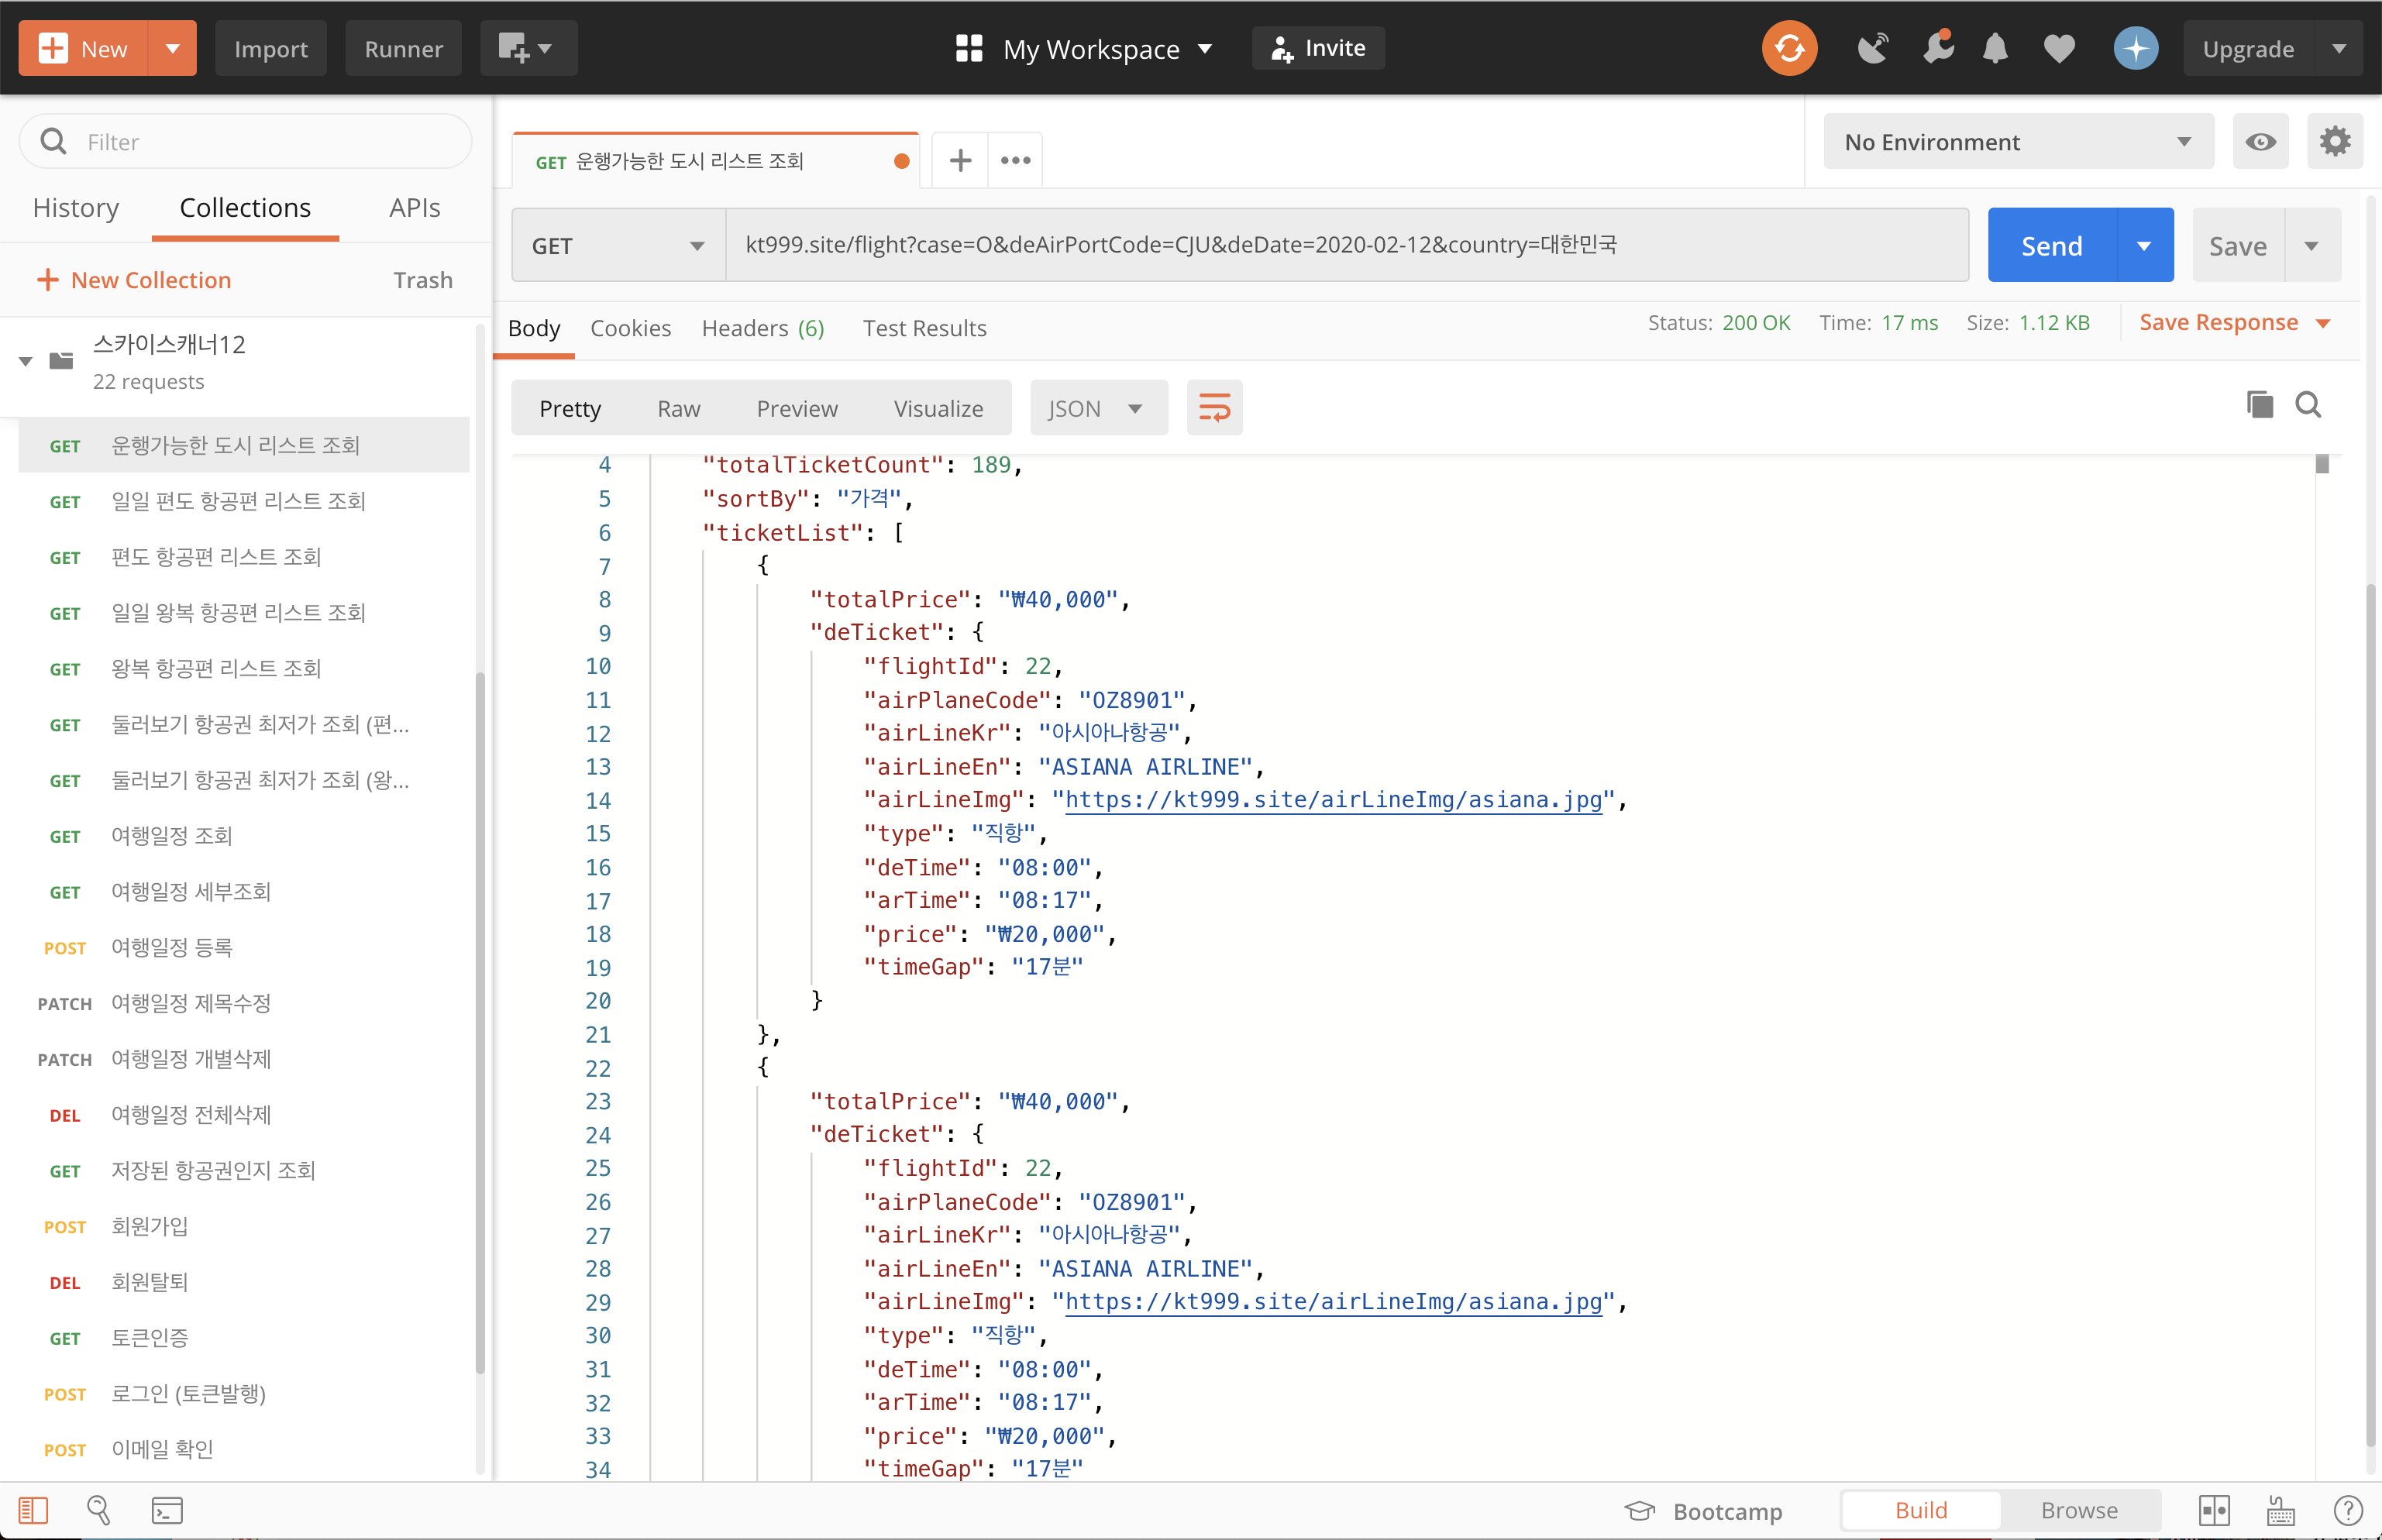 New
Import
Runner
My Workspace
Invite
Upgrade
Filter
GET 운행가능한 도시 리스트 조회
No Environment
History
Collections
APIs
GET
kt999.site/flight?case=O&deAirPortCode=CJU&deDate=2020-02-12&country=대한민국
Send
Save
New Collection
Trash
Body
Cookies
Headers (6)
Test Results
Status: 200 OK
Time: 17 ms
Size: 1.12 KB
Save Response
스카이스캐너12
22 requests
Pretty
Raw
Preview
Visualize
JSON
GET 운행가능한 도시 리스트 조회
GET 일일 편도 항공편 리스트 조회
GET 편도 항공편 리스트 조회
GET 일일 왕복 항공편 리스트 조회
GET 왕복 항공편 리스트 조회
GET 둘러보기 항공권 최저가 조회 (편...
GET 둘러보기 항공권 최저가 조회 (왕...
GET 여행일정 조회
GET 여행일정 세부조회
POST 여행일정 등록
PATCH 여행일정 제목수정
PATCH 여행일정 개별삭제
DEL 여행일정 전체삭제
GET 저장된 항공권인지 조회
POST 회원가입
DEL 회원탈퇴
GET 토큰인증
POST 로그인 (토큰발행)
POST 이메일 확인
4 "totalTicketCount": 189,
5 "sortBy": "가격",
6 "ticketList": [
7 {
8 "totalPrice": "₩40,000",
9 "deTicket": {
10 "flightId": 22,
11 "airPlaneCode": "OZ8901",
12 "airLineKr": "아시아나항공",
13 "airLineEn": "ASIANA AIRLINE",
14 "airLineImg": "https://kt999.site/airLineImg/asiana.jpg",
15 "type": "직항",
16 "deTime": "08:00",
17 "arTime": "08:17",
18 "price": "₩20,000",
19 "timeGap": "17분"
20 }
21 },
22 {
23 "totalPrice": "₩40,000",
24 "deTicket": {
25 "flightId": 22,
26 "airPlaneCode": "OZ8901",
27 "airLineKr": "아시아나항공",
28 "airLineEn": "ASIANA AIRLINE",
29 "airLineImg": "https://kt999.site/airLineImg/asiana.jpg",
30 "type": "직항",
31 "deTime": "08:00",
32 "arTime": "08:17",
33 "price": "₩20,000",
34 "timeGap": "17분"
Bootcamp
Build
Browse